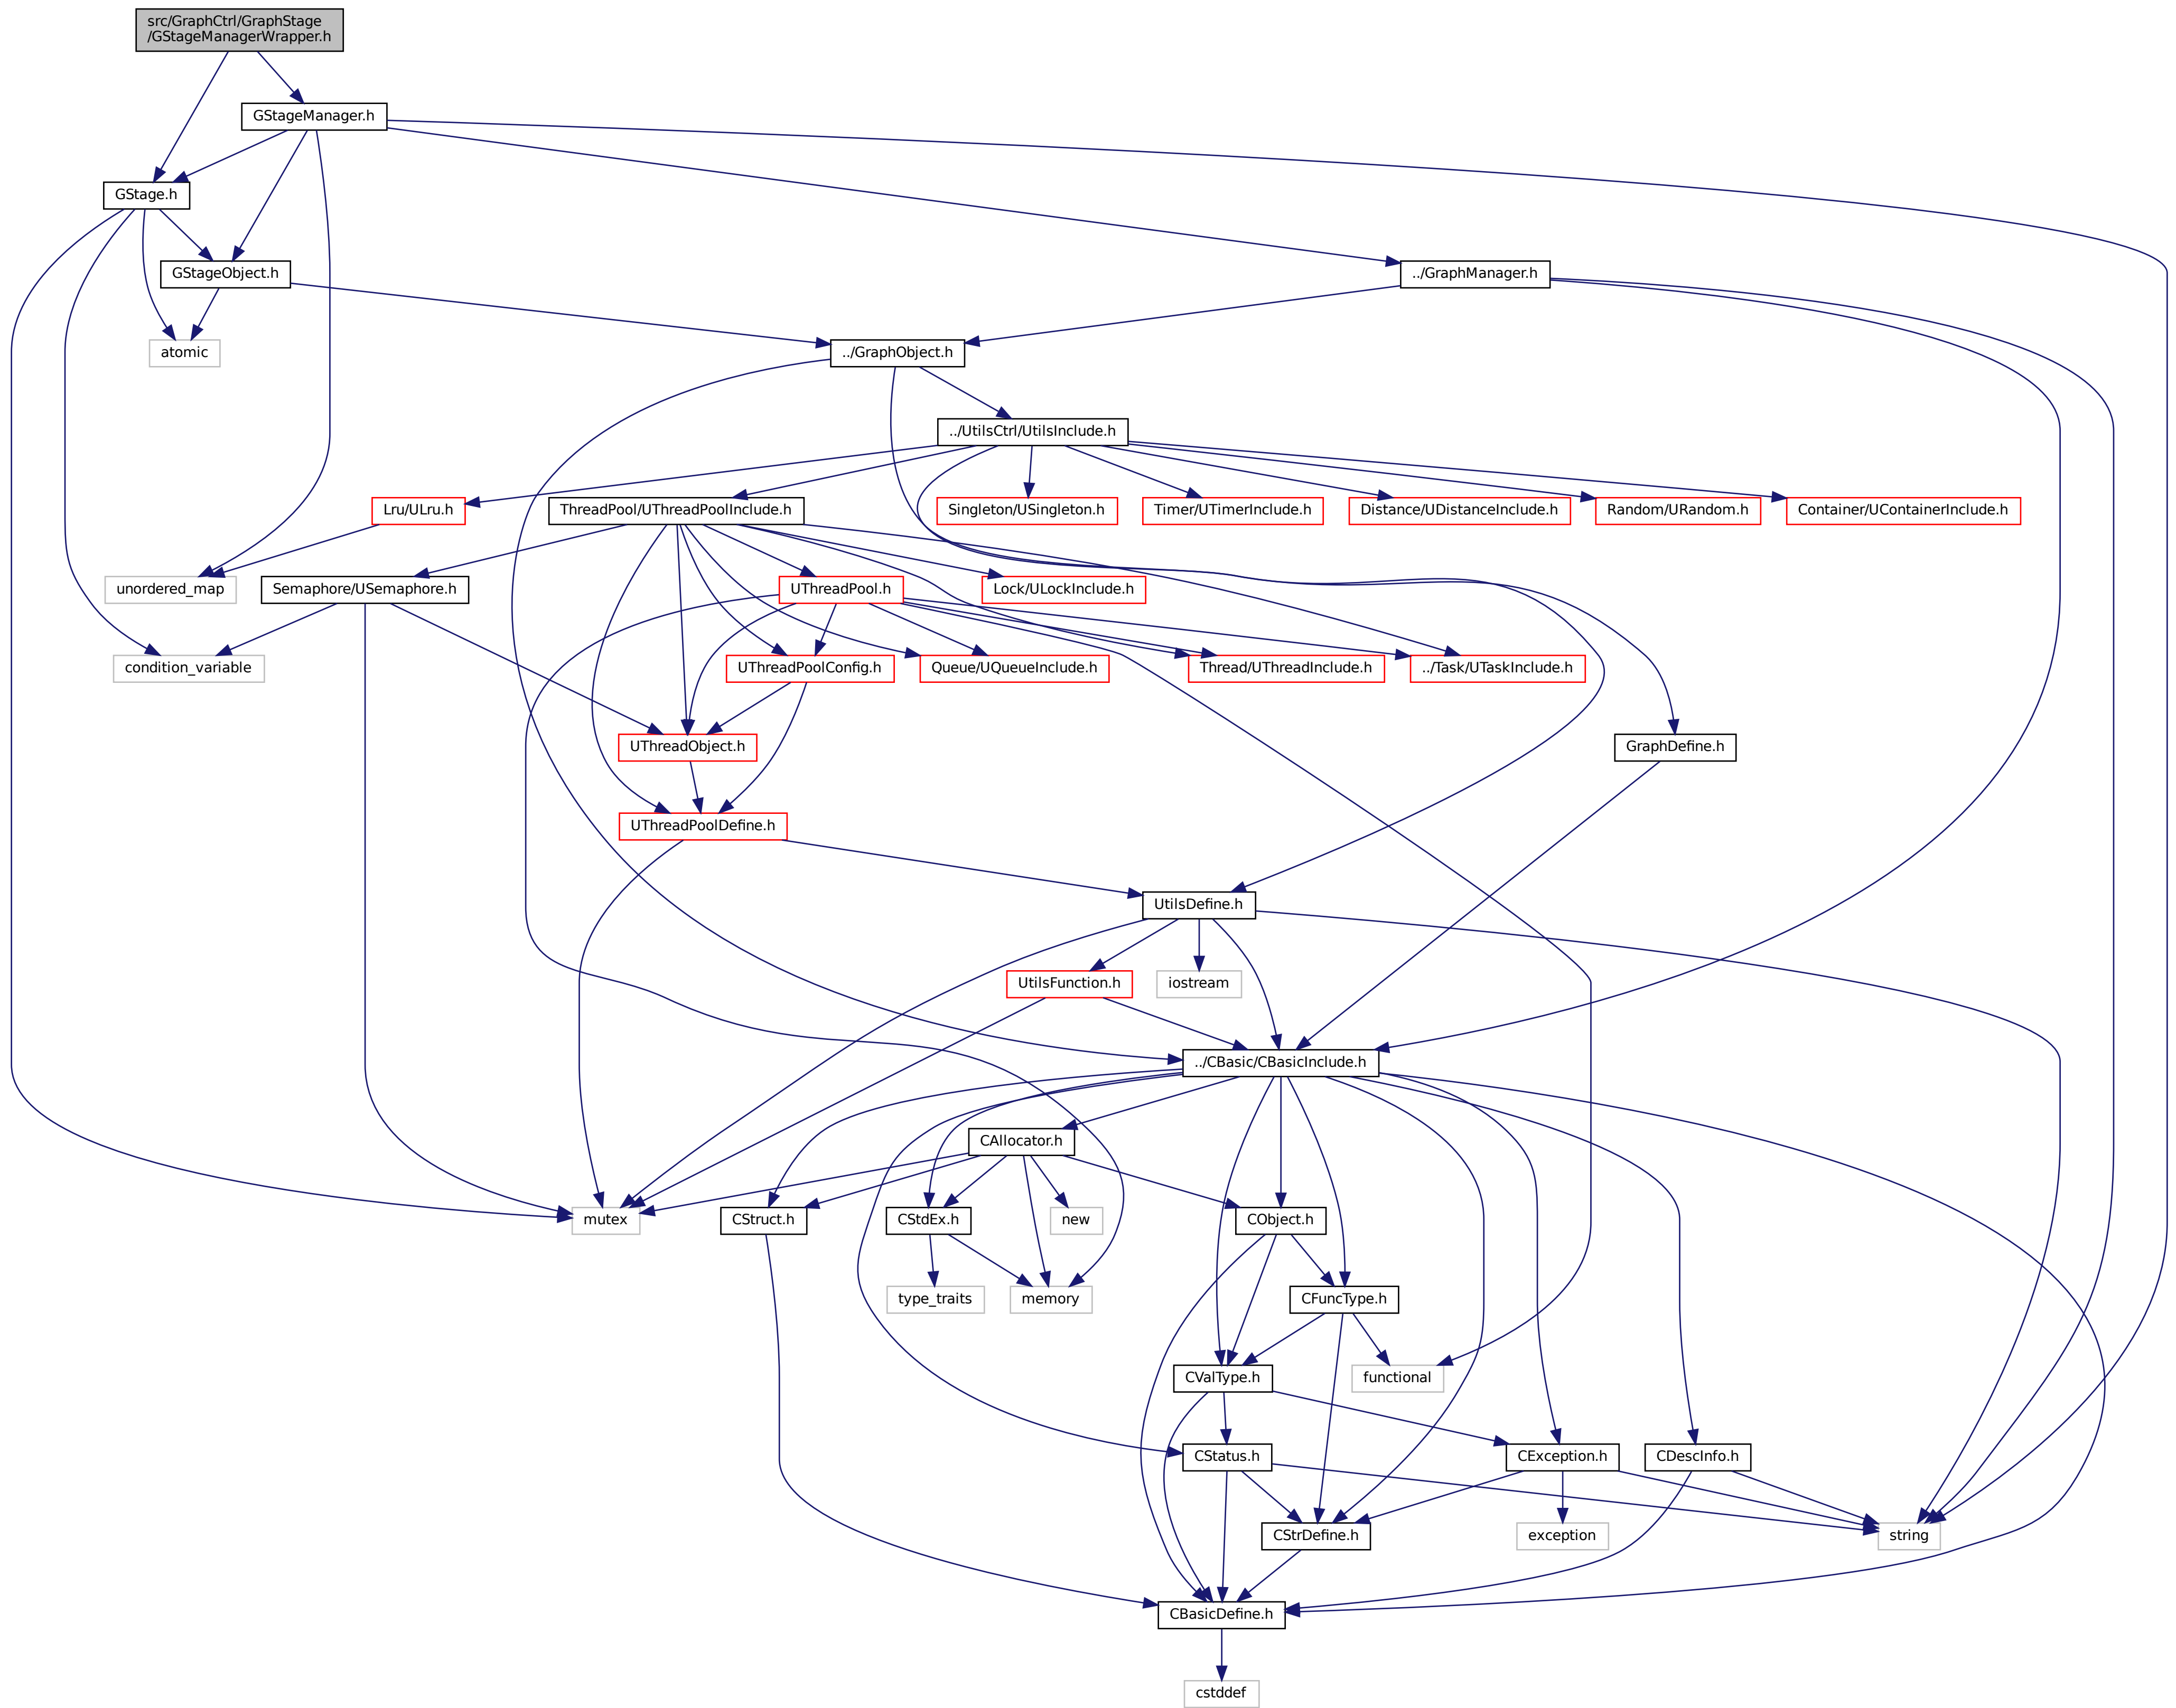 src/GraphCtrl/GraphStage
/GStageManagerWrapper.h
GStageManager.h
GStage.h
GStageObject.h
../GraphManager.h
atomic
../GraphObject.h
../UtilsCtrl/UtilsInclude.h
Lru/ULru.h
ThreadPool/UThreadPoolInclude.h
Singleton/USingleton.h
Timer/UTimerInclude.h
Distance/UDistanceInclude.h
Random/URandom.h
Container/UContainerInclude.h
unordered_map
Semaphore/USemaphore.h
UThreadPool.h
Lock/ULockInclude.h
condition_variable
UThreadPoolConfig.h
Queue/UQueueInclude.h
Thread/UThreadInclude.h
../Task/UTaskInclude.h
UThreadObject.h
GraphDefine.h
UThreadPoolDefine.h
UtilsDefine.h
UtilsFunction.h
iostream
../CBasic/CBasicInclude.h
CAllocator.h
mutex
CStruct.h
CStdEx.h
new
CObject.h
type_traits
memory
CFuncType.h
CValType.h
functional
CStatus.h
CException.h
CDescInfo.h
CStrDefine.h
exception
string
CBasicDefine.h
cstddef